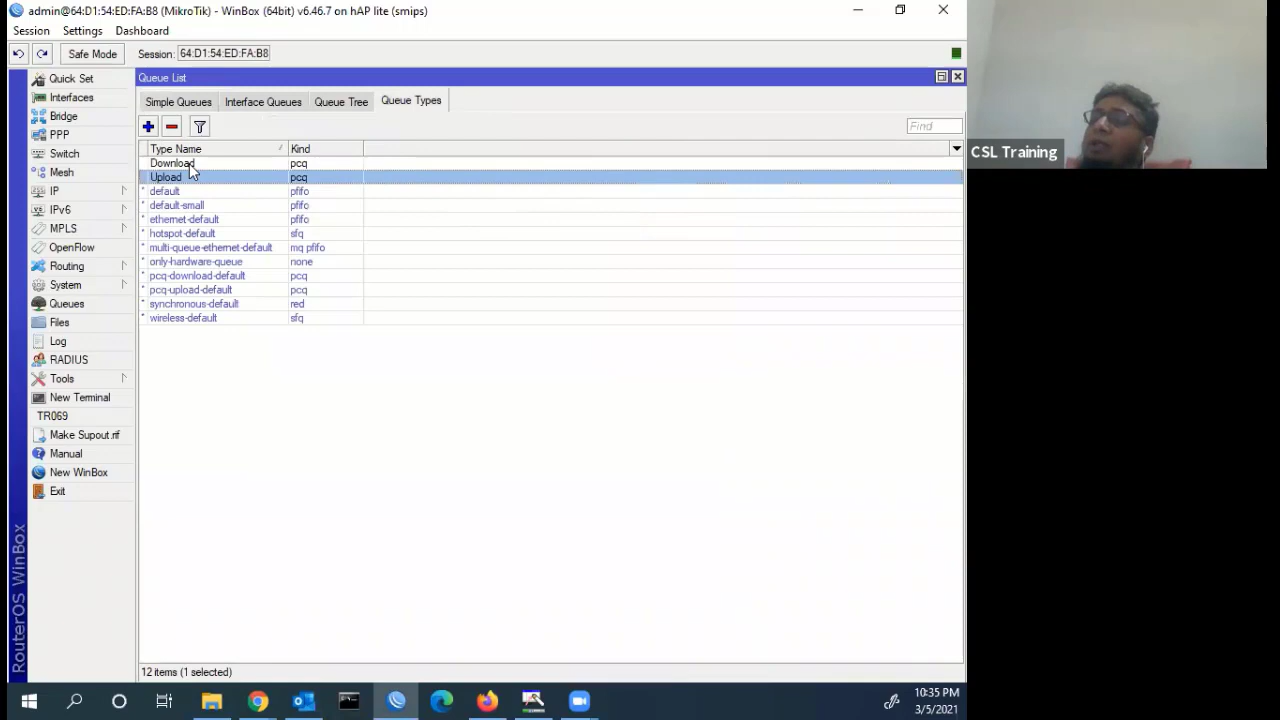 admin@64:D1:54:ED:FA:B8 (MikroTik) - WinBox (64bit) v6.46.7 on hAP lite (smips)
Session Settings Dashboard
Safe Mode Session: 64:D1:54:ED:FA:B8
Quick Set
Interfaces
Bridge
PPP
Switch
Mesh
IP
IPv6
MPLS
OpenFlow
Routing
System
Queues
Files
Log
RADIUS
Tools
New Terminal
TR069
Make Supout.rif
Manual
New WinBox
Exit
RouterOS WinBox
Queue List
Simple Queues Interface Queues Queue Tree Queue Types
Find
Type Name Kind
Download pcq
Upload pcq
* default pfifo
* default-small pfifo
* ethernet-default pfifo
* hotspot-default sfq
* multi-queue-ethernet-default mq pfifo
* only-hardware-queue none
* pcq-download-default pcq
* pcq-upload-default pcq
* synchronous-default red
* wireless-default sfq
12 items (1 selected)
CSL Training
10:35 PM
3/5/2021